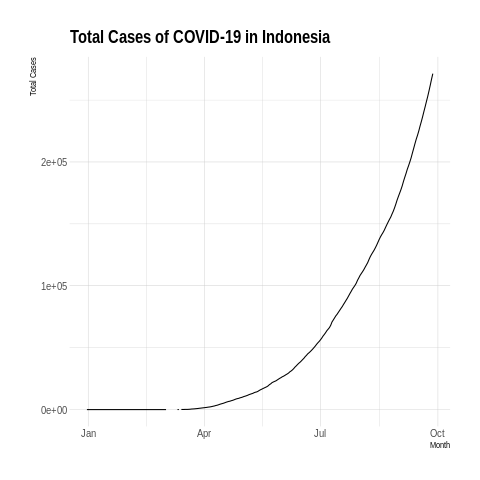 Total Cases of COVID-19 in Indonesia
Total Cases
2e+05
1e+05
0e+00
Jan Apr Jul Oct
Month